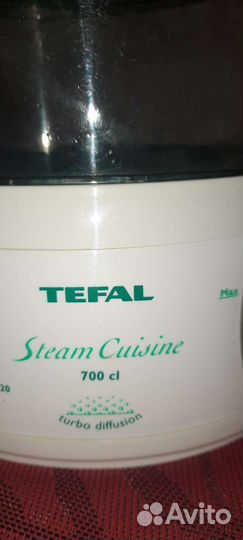 TEFAL
Max
Steam Cuisine
700 cl
20
turbo diffusion
Avito